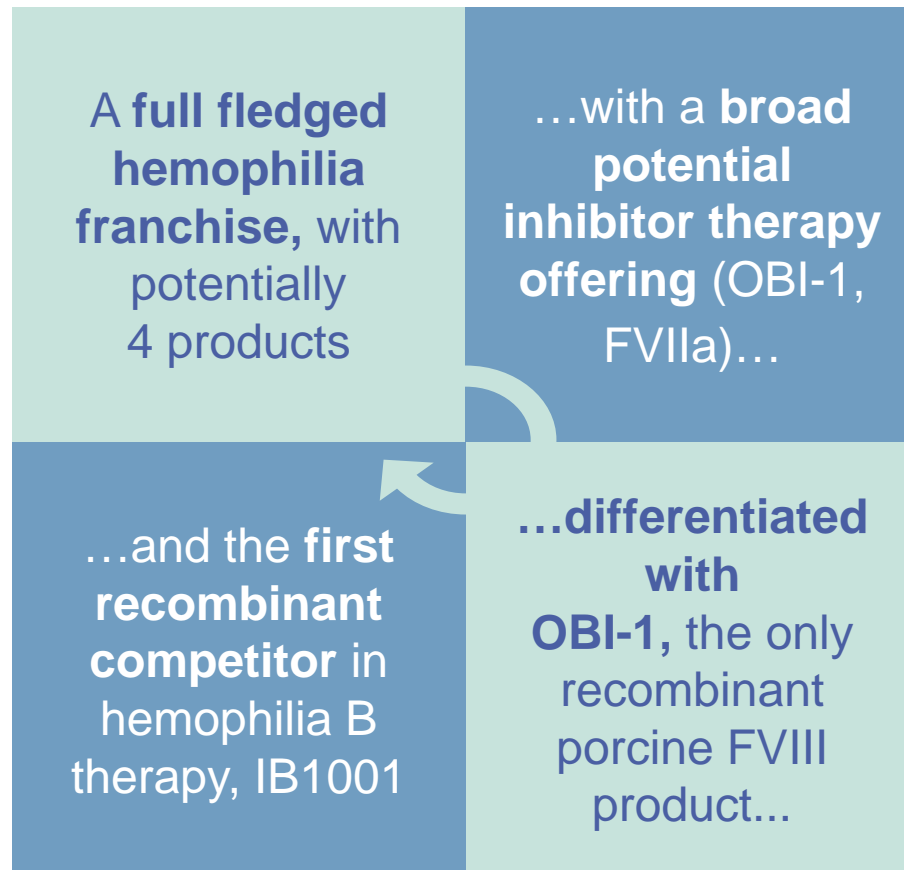 A full fledged
hemophilia
franchise, with
potentially
4 products
…with a broad
potential
inhibitor therapy
offering (OBI-1,
FVIIa)…
…differentiated
with
OBI-1, the only
recombinant
porcine FVIII
product...
…and the first
recombinant
competitor in
hemophilia B
therapy, IB1001